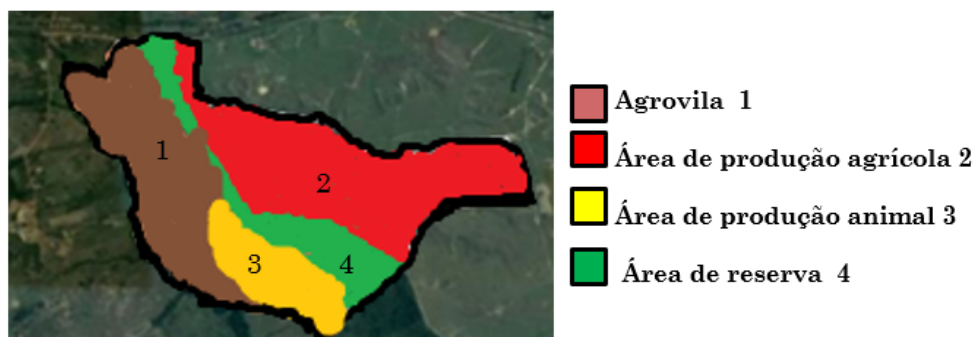 1
2
3
4
Agrovila 1
Área de produção agrícola 2
Área de produção animal 3
Área de reserva 4